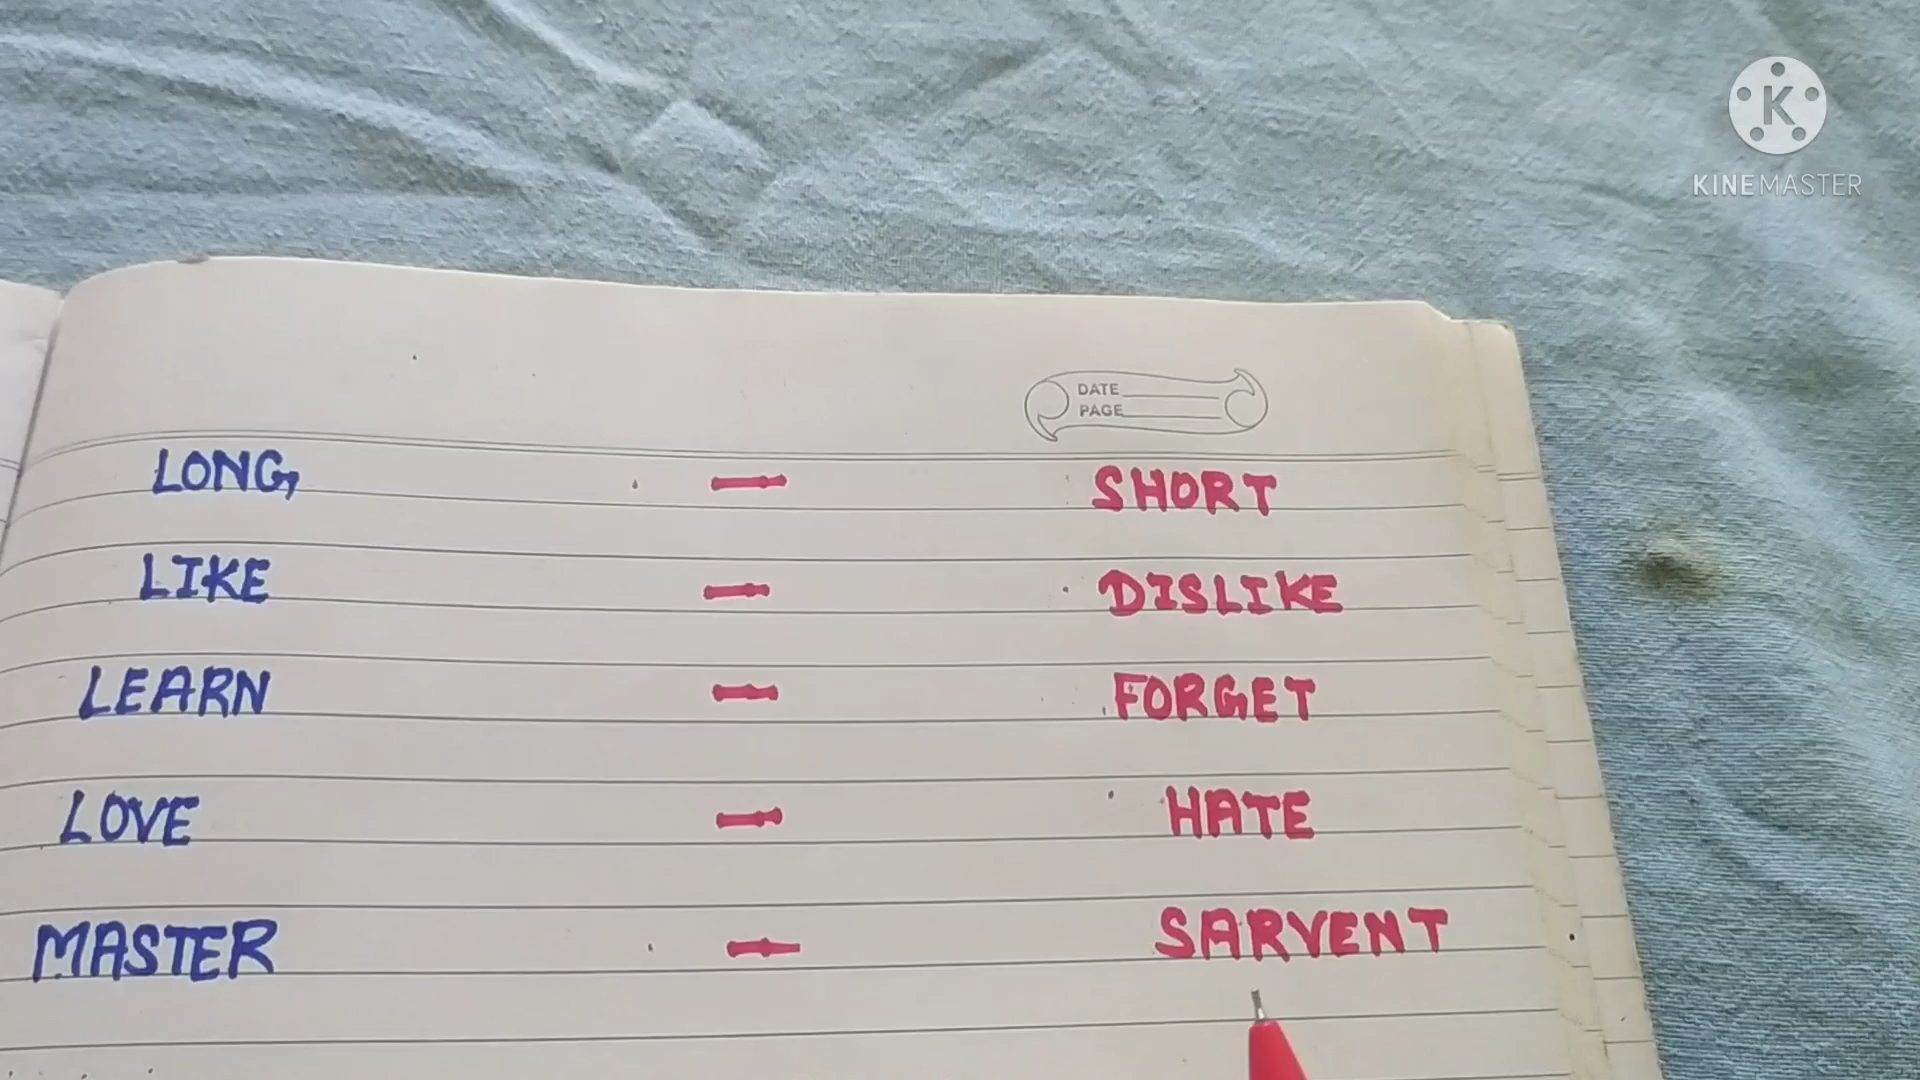 KINEMASTER
DATE
PAGE
LONG, - SHORT
LIKE - DISLIKE
LEARN - FORGET
LOVE - HATE
MASTER - SARVENT